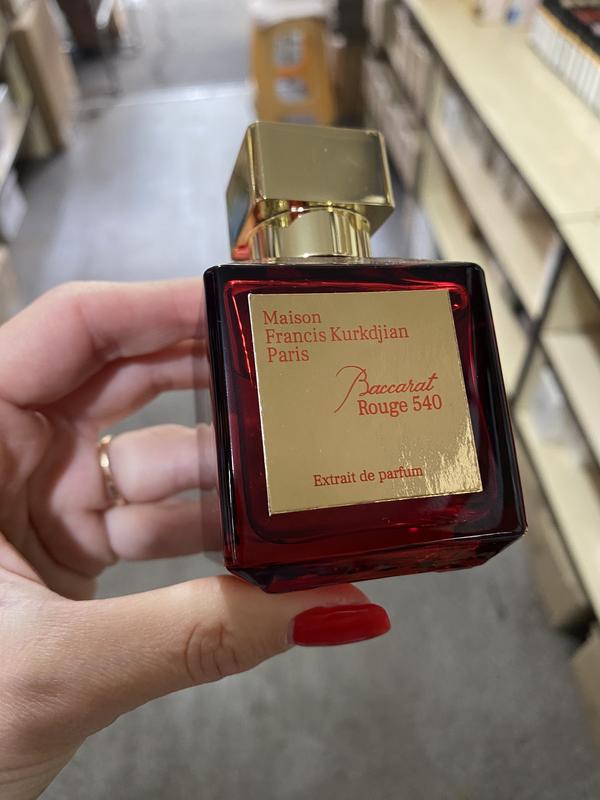 Maison
Francis Kurkdjian
Paris
Baccarat
Rouge 540
Extrait de parfum